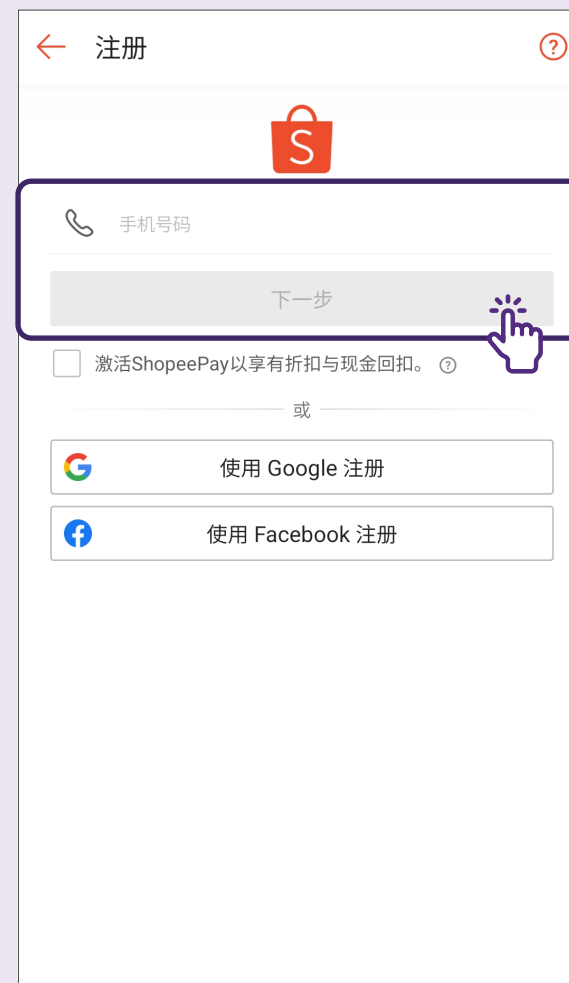 注册
?
S
手机号码
下一步
激活ShopeePay以享有折扣与现金回扣。 ?
或
使用 Google 注册
使用 Facebook 注册